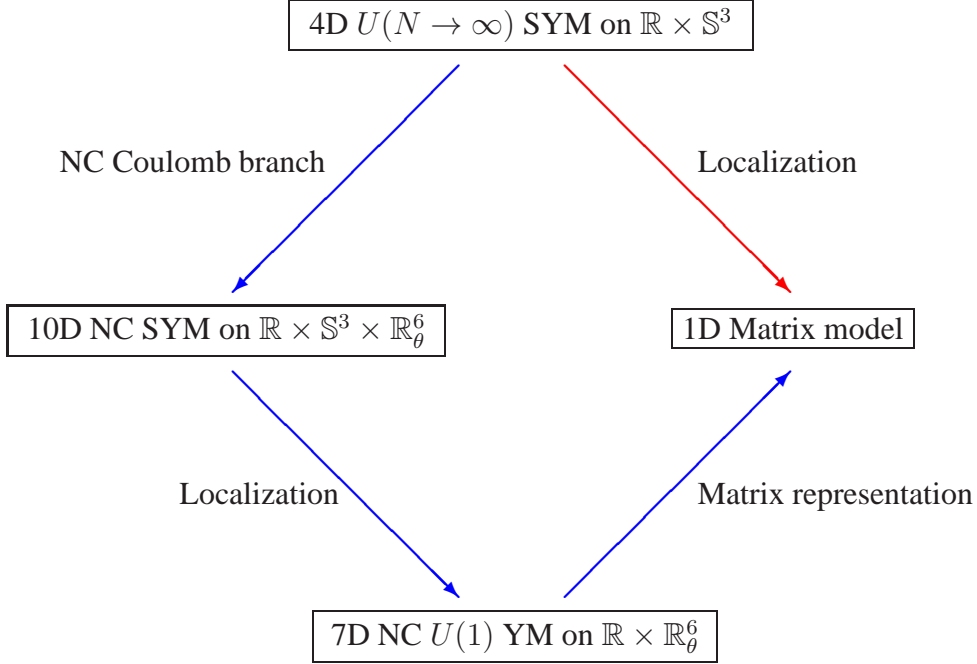 4D U(N → ∞) SYM on ℝ × 𝕊³
NC Coulomb branch
Localization
10D NC SYM on ℝ × 𝕊³ × ℝ⁶_θ
1D Matrix model
Localization
Matrix representation
7D NC U(1) YM on ℝ × ℝ⁶_θ